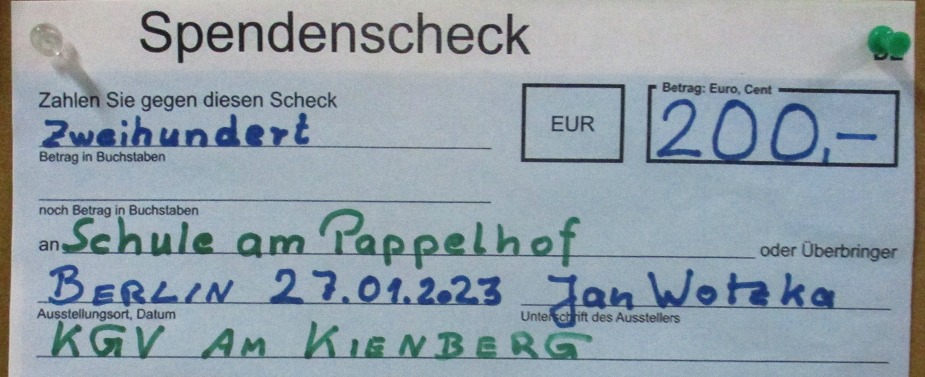 Spendenscheck
Zahlen Sie gegen diesen Scheck
Zweihundert
Betrag in Buchstaben
EUR
Betrag: Euro, Cent
200,-
noch Betrag in Buchstaben
an Schule am Pappelhof oder Überbringer
BERLIN 27.01.2023 Jan Wotzka
Ausstellungsort, Datum Unterschrift des Ausstellers
KGV AM KIENBERG